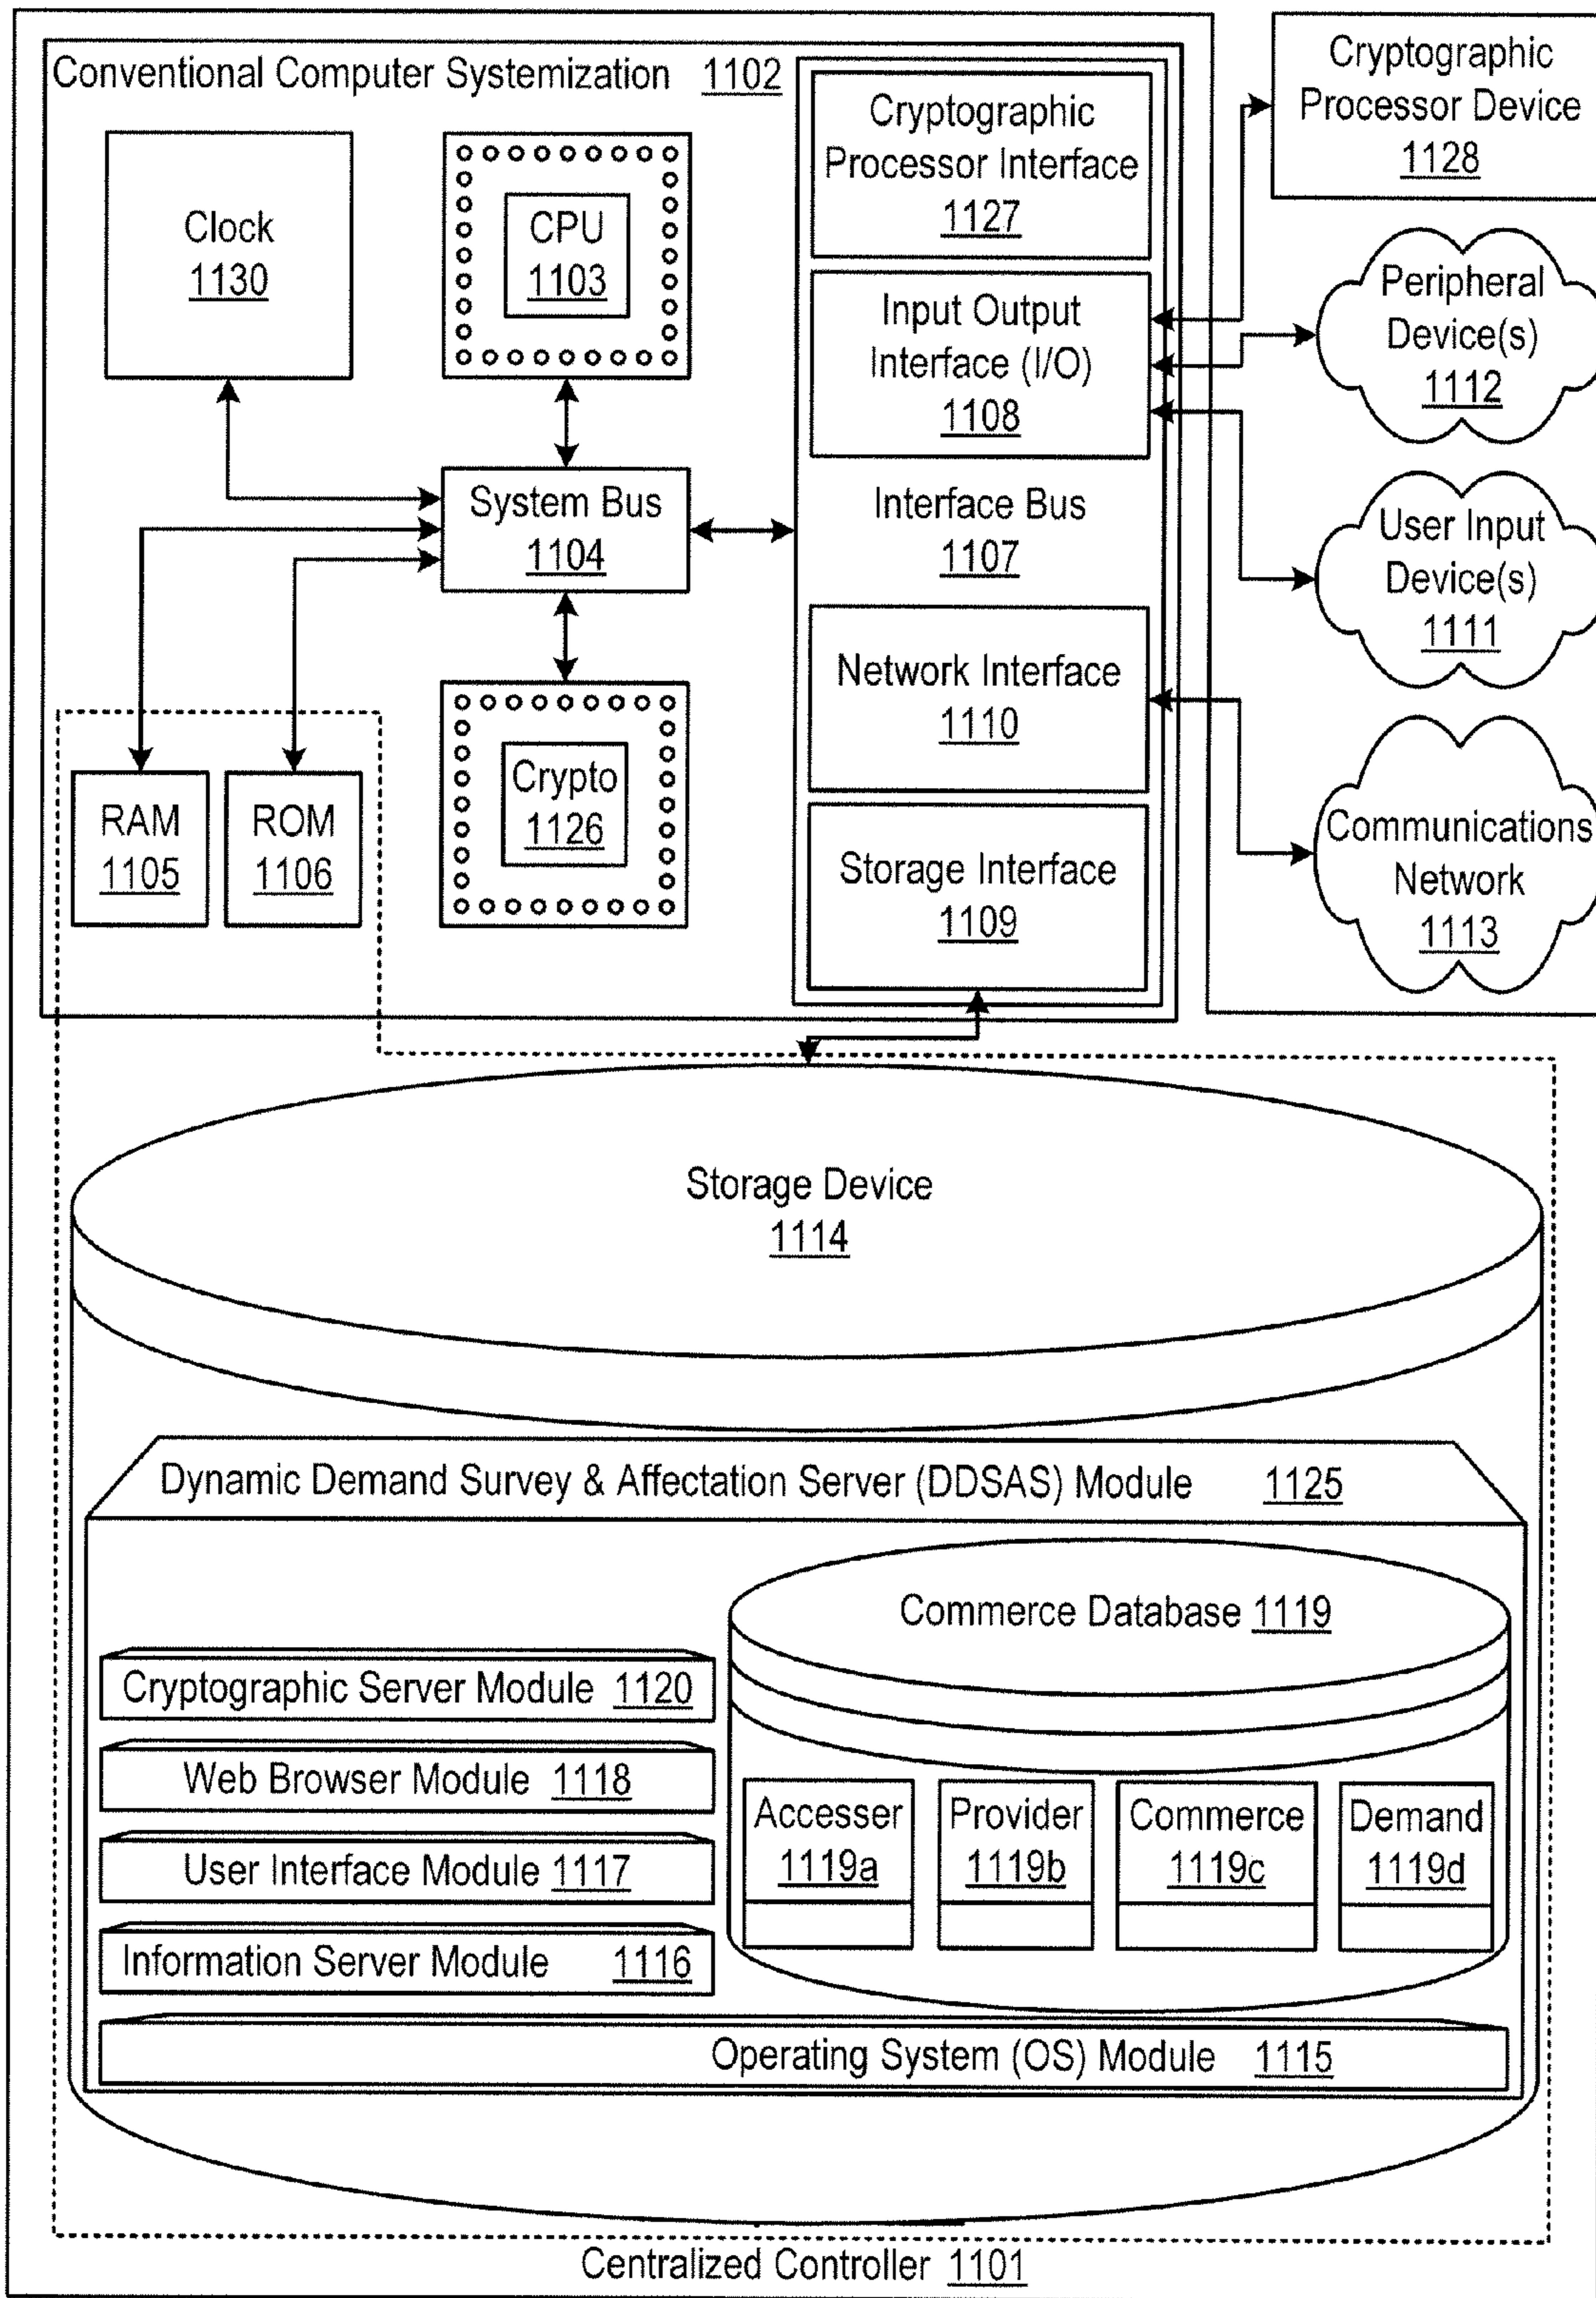 Conventional Computer Systemization 1102
Clock
1130
CPU
1103
System Bus
1104
RAM
1105
ROM
1106
Crypto
1126
Cryptographic
Processor Interface
1127
Input Output
Interface (I/O)
1108
Interface Bus
1107
Network Interface
1110
Storage Interface
1109
Cryptographic
Processor Device
1128
Peripheral
Device(s)
1112
User Input
Device(s)
1111
Communications
Network
1113
Storage Device
1114
Dynamic Demand Survey & Affectation Server (DDSAS) Module 1125
Cryptographic Server Module 1120
Web Browser Module 1118
User Interface Module 1117
Information Server Module 1116
Commerce Database 1119
Accesser
1119a
Provider
1119b
Commerce
1119c
Demand
1119d
Operating System (OS) Module 1115
Centralized Controller 1101